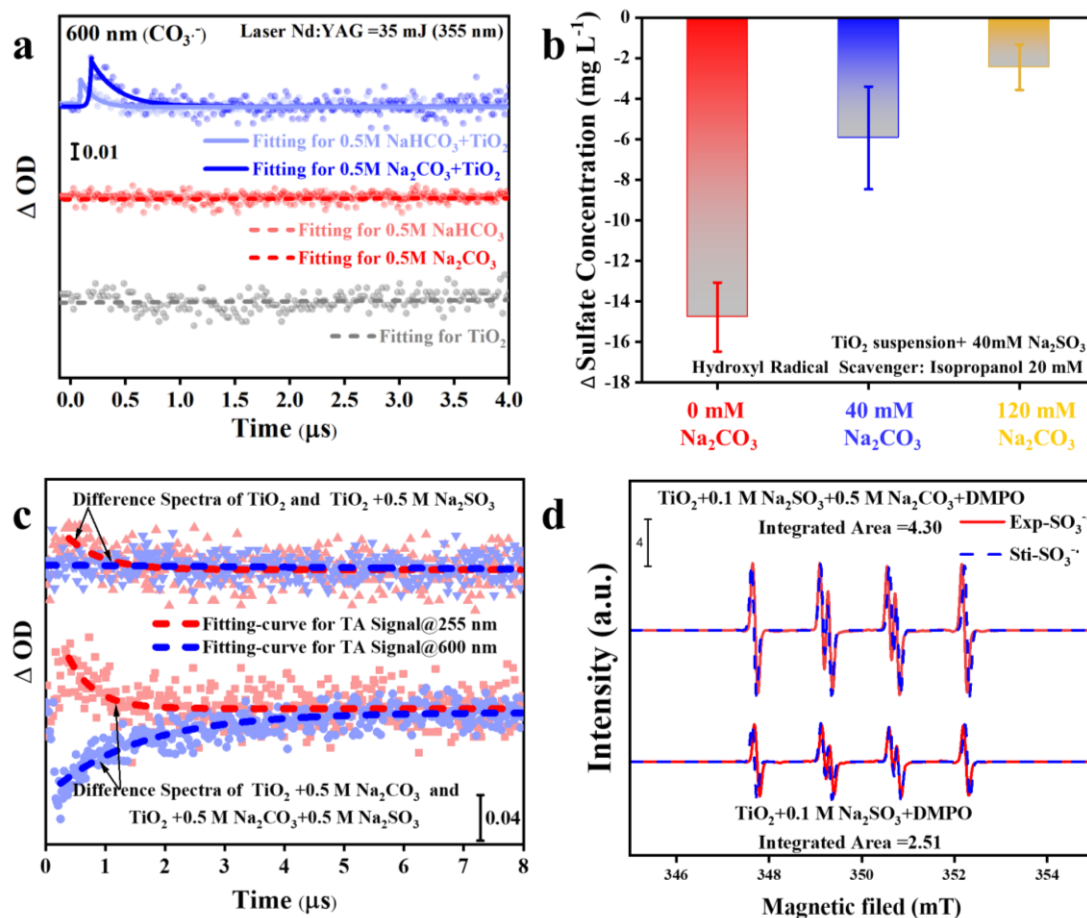 a
600 nm (CO₃·⁻)
Laser Nd:YAG =35 mJ (355 nm)
Fitting for 0.5M NaHCO₃+TiO₂
0.01
Fitting for 0.5M Na₂CO₃+TiO₂
Fitting for 0.5M NaHCO₃
Fitting for 0.5M Na₂CO₃
Fitting for TiO₂
Δ OD
0.0 0.5 1.0 1.5 2.0 2.5 3.0 3.5 4.0
Time (μs)
b
0
-2
-4
-6
-8
-10
-12
-14
-16
-18
Δ Sulfate Concentration (mg L⁻¹)
TiO₂ suspension+ 40mM Na₂SO₃
Hydroxyl Radical Scavenger: Isopropanol 20 mM
0 mM 40 mM 120 mM
Na₂CO₃ Na₂CO₃ Na₂CO₃
c
Difference Spectra of TiO₂ and TiO₂ +0.5 M Na₂SO₃
Fitting-curve for TA Signal@255 nm
Fitting-curve for TA Signal@600 nm
Difference Spectra of TiO₂ +0.5 M Na₂CO₃ and
TiO₂ +0.5 M Na₂CO₃+0.5 M Na₂SO₃
0.04
Δ OD
0 1 2 3 4 5 6 7 8
Time (μs)
d
TiO₂+0.1 M Na₂SO₃+0.5 M Na₂CO₃+DMPO
Integrated Area =4.30
4
Exp-SO₃⁻
Sti-SO₃⁻·
TiO₂+0.1 M Na₂SO₃+DMPO
Integrated Area =2.51
Intensity (a.u.)
346 348 350 352 354
Magnetic filed (mT)